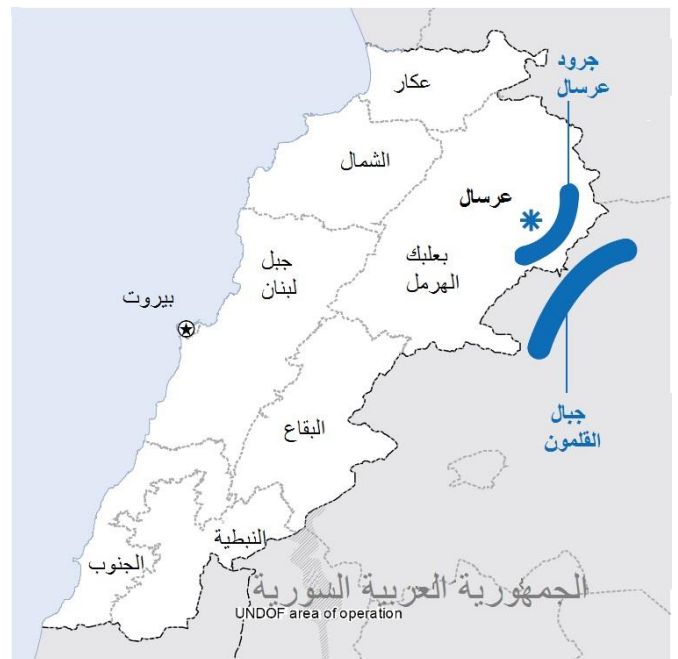 جرود
عرسال
عكار
الشمال
عرسال
بعلبك
الهرمل
جبل
لبنان
بيروت
جبال
القلمون
البقاع
النبطية
الجنوب
الجمهورية العربية السورية
UNDOF area of operation